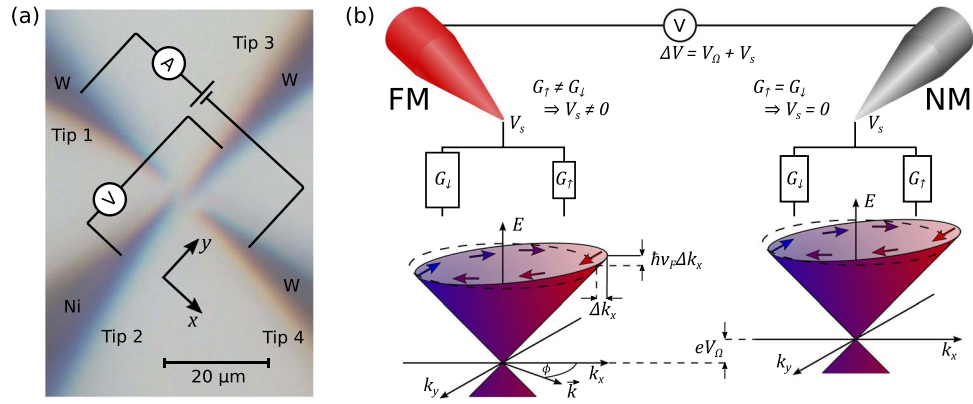 (a)
Tip 3
A
W
W
Tip 1
V
y
x
Ni
W
Tip 2
Tip 4
20 μm
(b)
V
ΔV = V_Ω + V_s
FM
NM
G↑ ≠ G↓
⇒ V_s ≠ 0
G↑ = G↓
⇒ V_s = 0
V_s
V_s
G↓
G↑
G↓
G↑
E
E
ħv_FΔk_x
Δk_x
eV_Ω
ϕ
k_x
k_y
k⃗
k_x
k_y